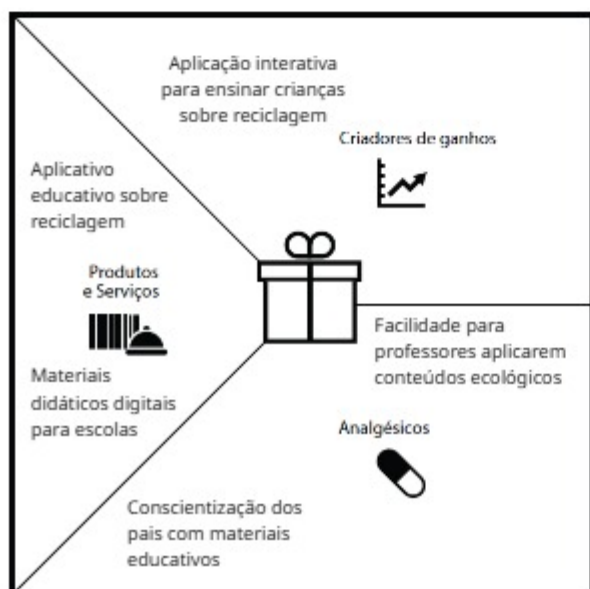 Aplicação interativa
para ensinar crianças
sobre reciclagem
Criadores de ganhos
Aplicativo
educativo sobre
reciclagem
Produtos
e Serviços
Materiais
didáticos digitais
para escolas
Facilidade para
professores aplicarem
conteúdos ecológicos
Analgésicos
Conscientização dos
pais com materiais
educativos